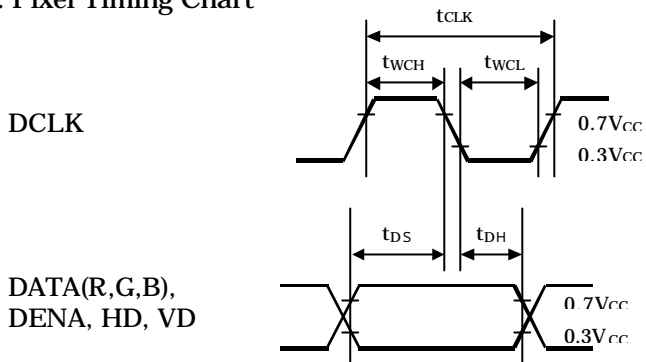 . Pixel Timing Chart
tCLK
tWCH
tWCL
DCLK
0.7VCC
0.3VCC
tDS
tDH
DATA(R,G,B),
DENA, HD, VD
0.7VCC
0.3VCC